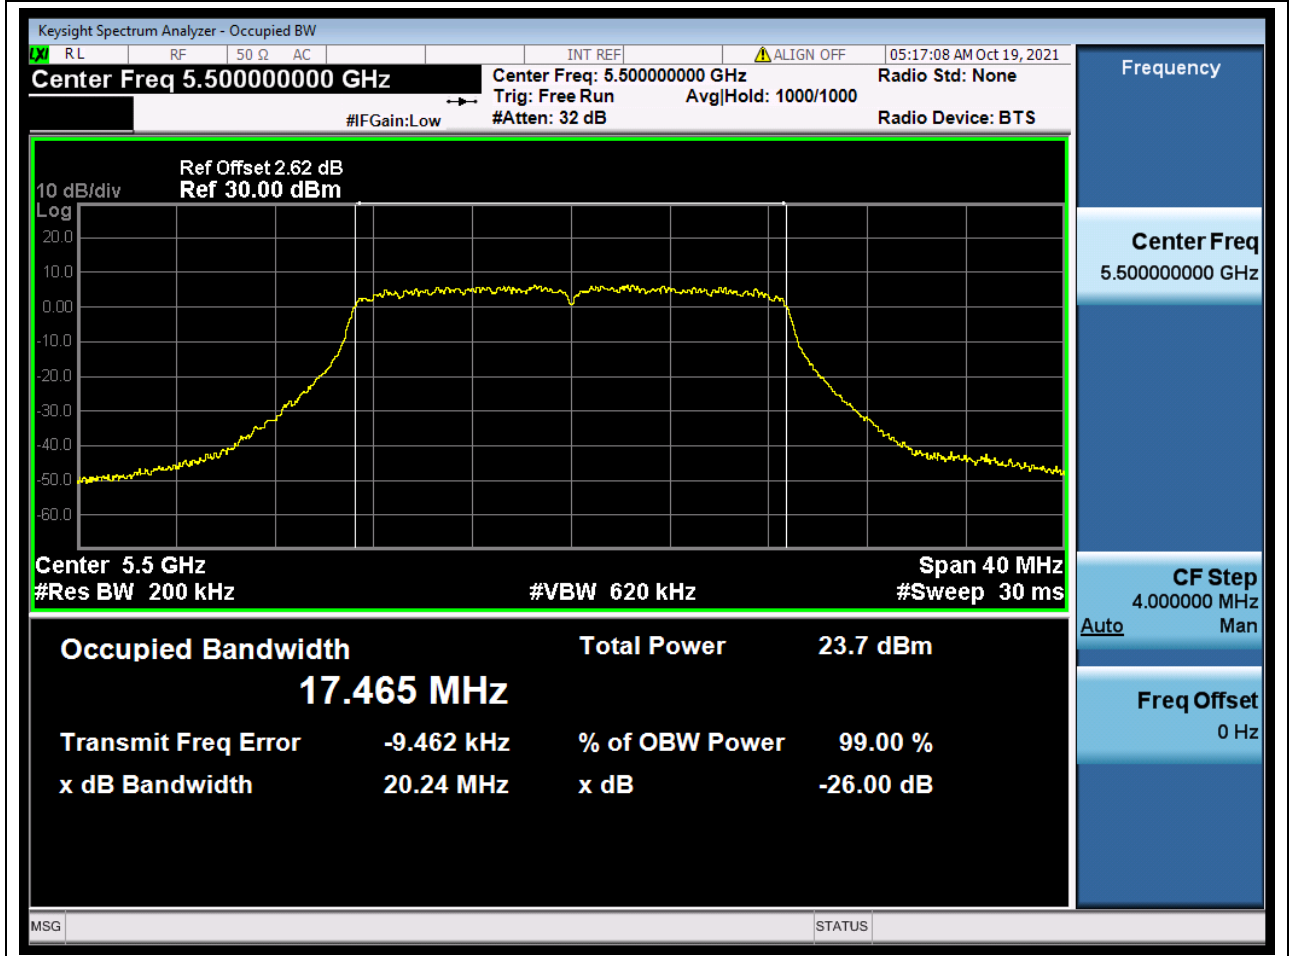 Keysight Spectrum Analyzer - Occupied BW
LXI RL RF 50 Ω AC INT REF ALIGN OFF 05:17:08 AM Oct 19, 2021
Center Freq 5.500000000 GHz
Center Freq: 5.500000000 GHz
Radio Std: None
Trig: Free Run Avg|Hold: 1000/1000
#IFGain:Low
#Atten: 32 dB
Radio Device: BTS
Ref Offset 2.62 dB
10 dB/div Ref 30.00 dBm
Log
20.0
10.0
0.00
-10.0
-20.0
-30.0
-40.0
-50.0
-60.0
Center 5.5 GHz Span 40 MHz
#Res BW 200 kHz #VBW 620 kHz #Sweep 30 ms
Occupied Bandwidth Total Power 23.7 dBm
17.465 MHz
Transmit Freq Error -9.462 kHz % of OBW Power 99.00 %
x dB Bandwidth 20.24 MHz x dB -26.00 dB
Frequency
Center Freq
5.500000000 GHz
CF Step
4.000000 MHz
Auto Man
Freq Offset
0 Hz
MSG STATUS